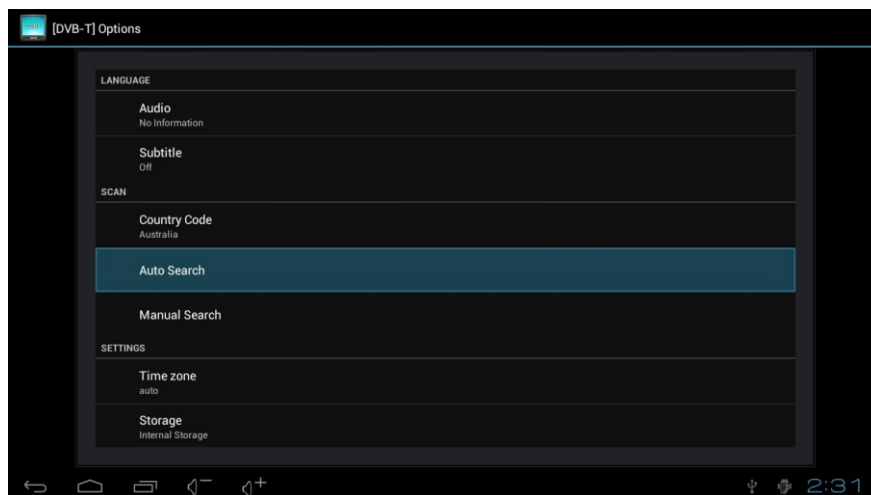 [DVB-T] Options
LANGUAGE
Audio
No Information
Subtitle
Off
SCAN
Country Code
Australia
Auto Search
Manual Search
SETTINGS
Time zone
auto
Storage
Internal Storage
2:31